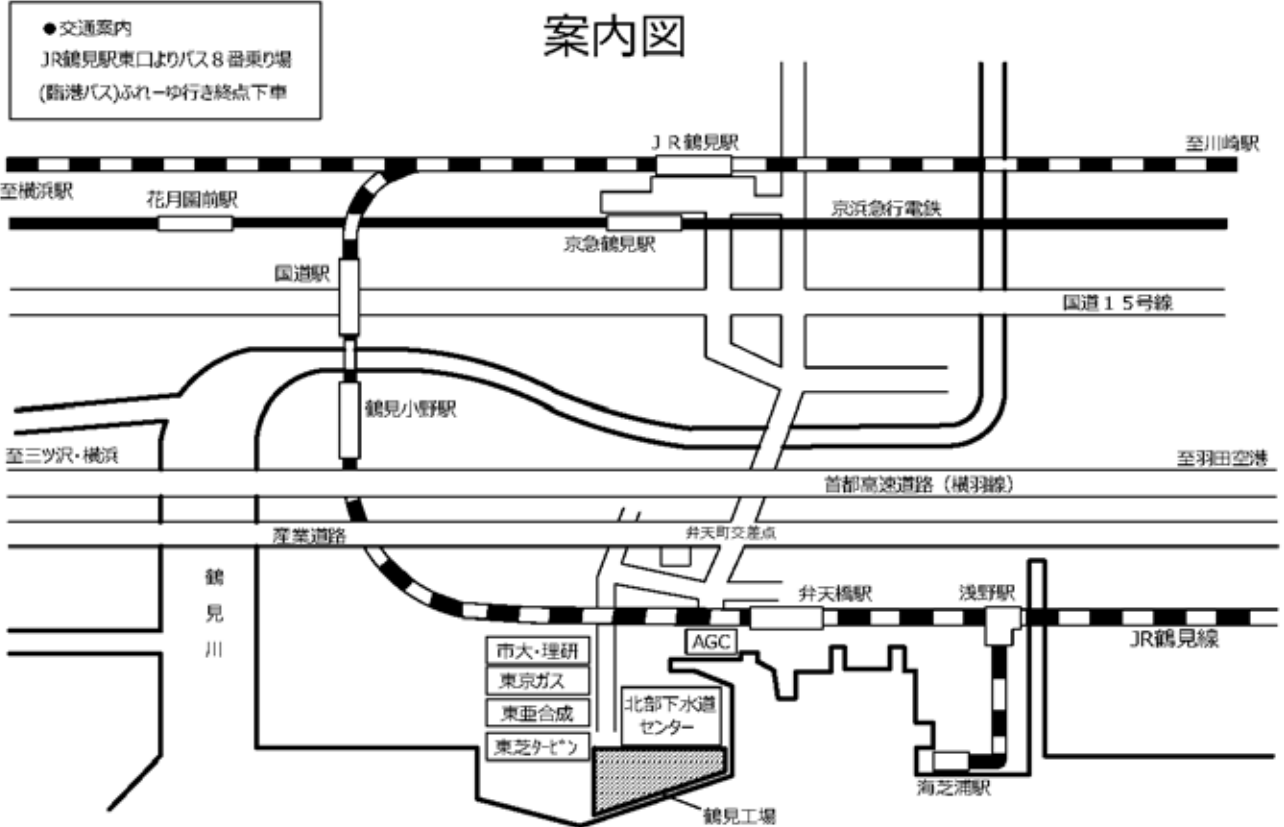 案内図
●交通案内
JR鶴見駅東口よりバス８番乗り場
(臨港バス)ふれーゆ行き終点下車
ＪＲ鶴見駅
至川崎駅
至横浜駅
花月園前駅
京浜急行電鉄
京急鶴見駅
国道駅
国道１５号線
鶴見小野駅
至三ツ沢・横浜
至羽田空港
首都高速道路（横羽線）
産業道路
弁天町交差点
鶴見川
弁天橋駅
浅野駅
JR鶴見線
AGC
市大・理研
東京ガス
東亜合成
東芝タービン
北部下水道
センター
海芝浦駅
鶴見工場